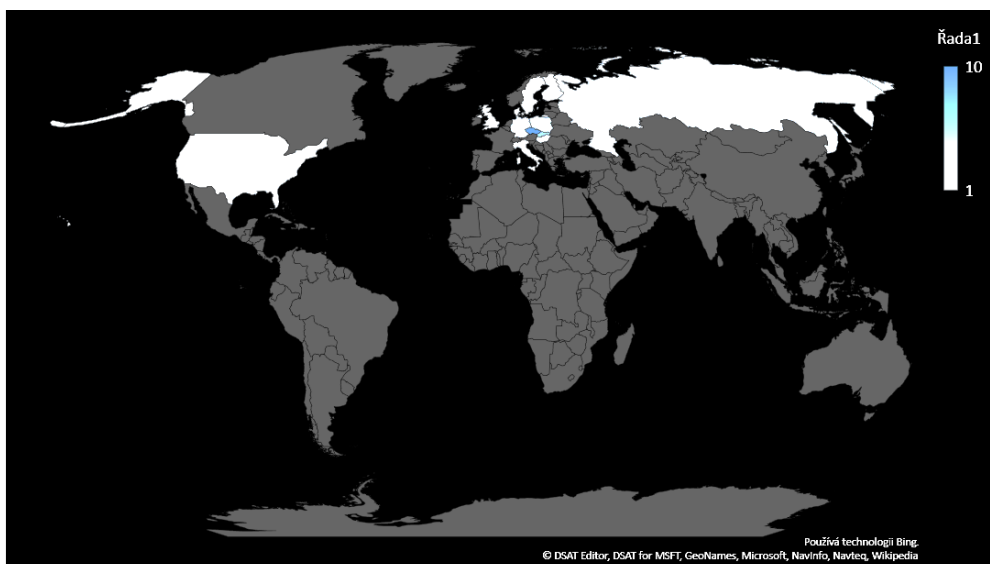 Řada1
10
1
Používá technologii Bing.
© DSAT Editor, DSAT for MSFT, GeoNames, Microsoft, NavInfo, Navteq, Wikipedia